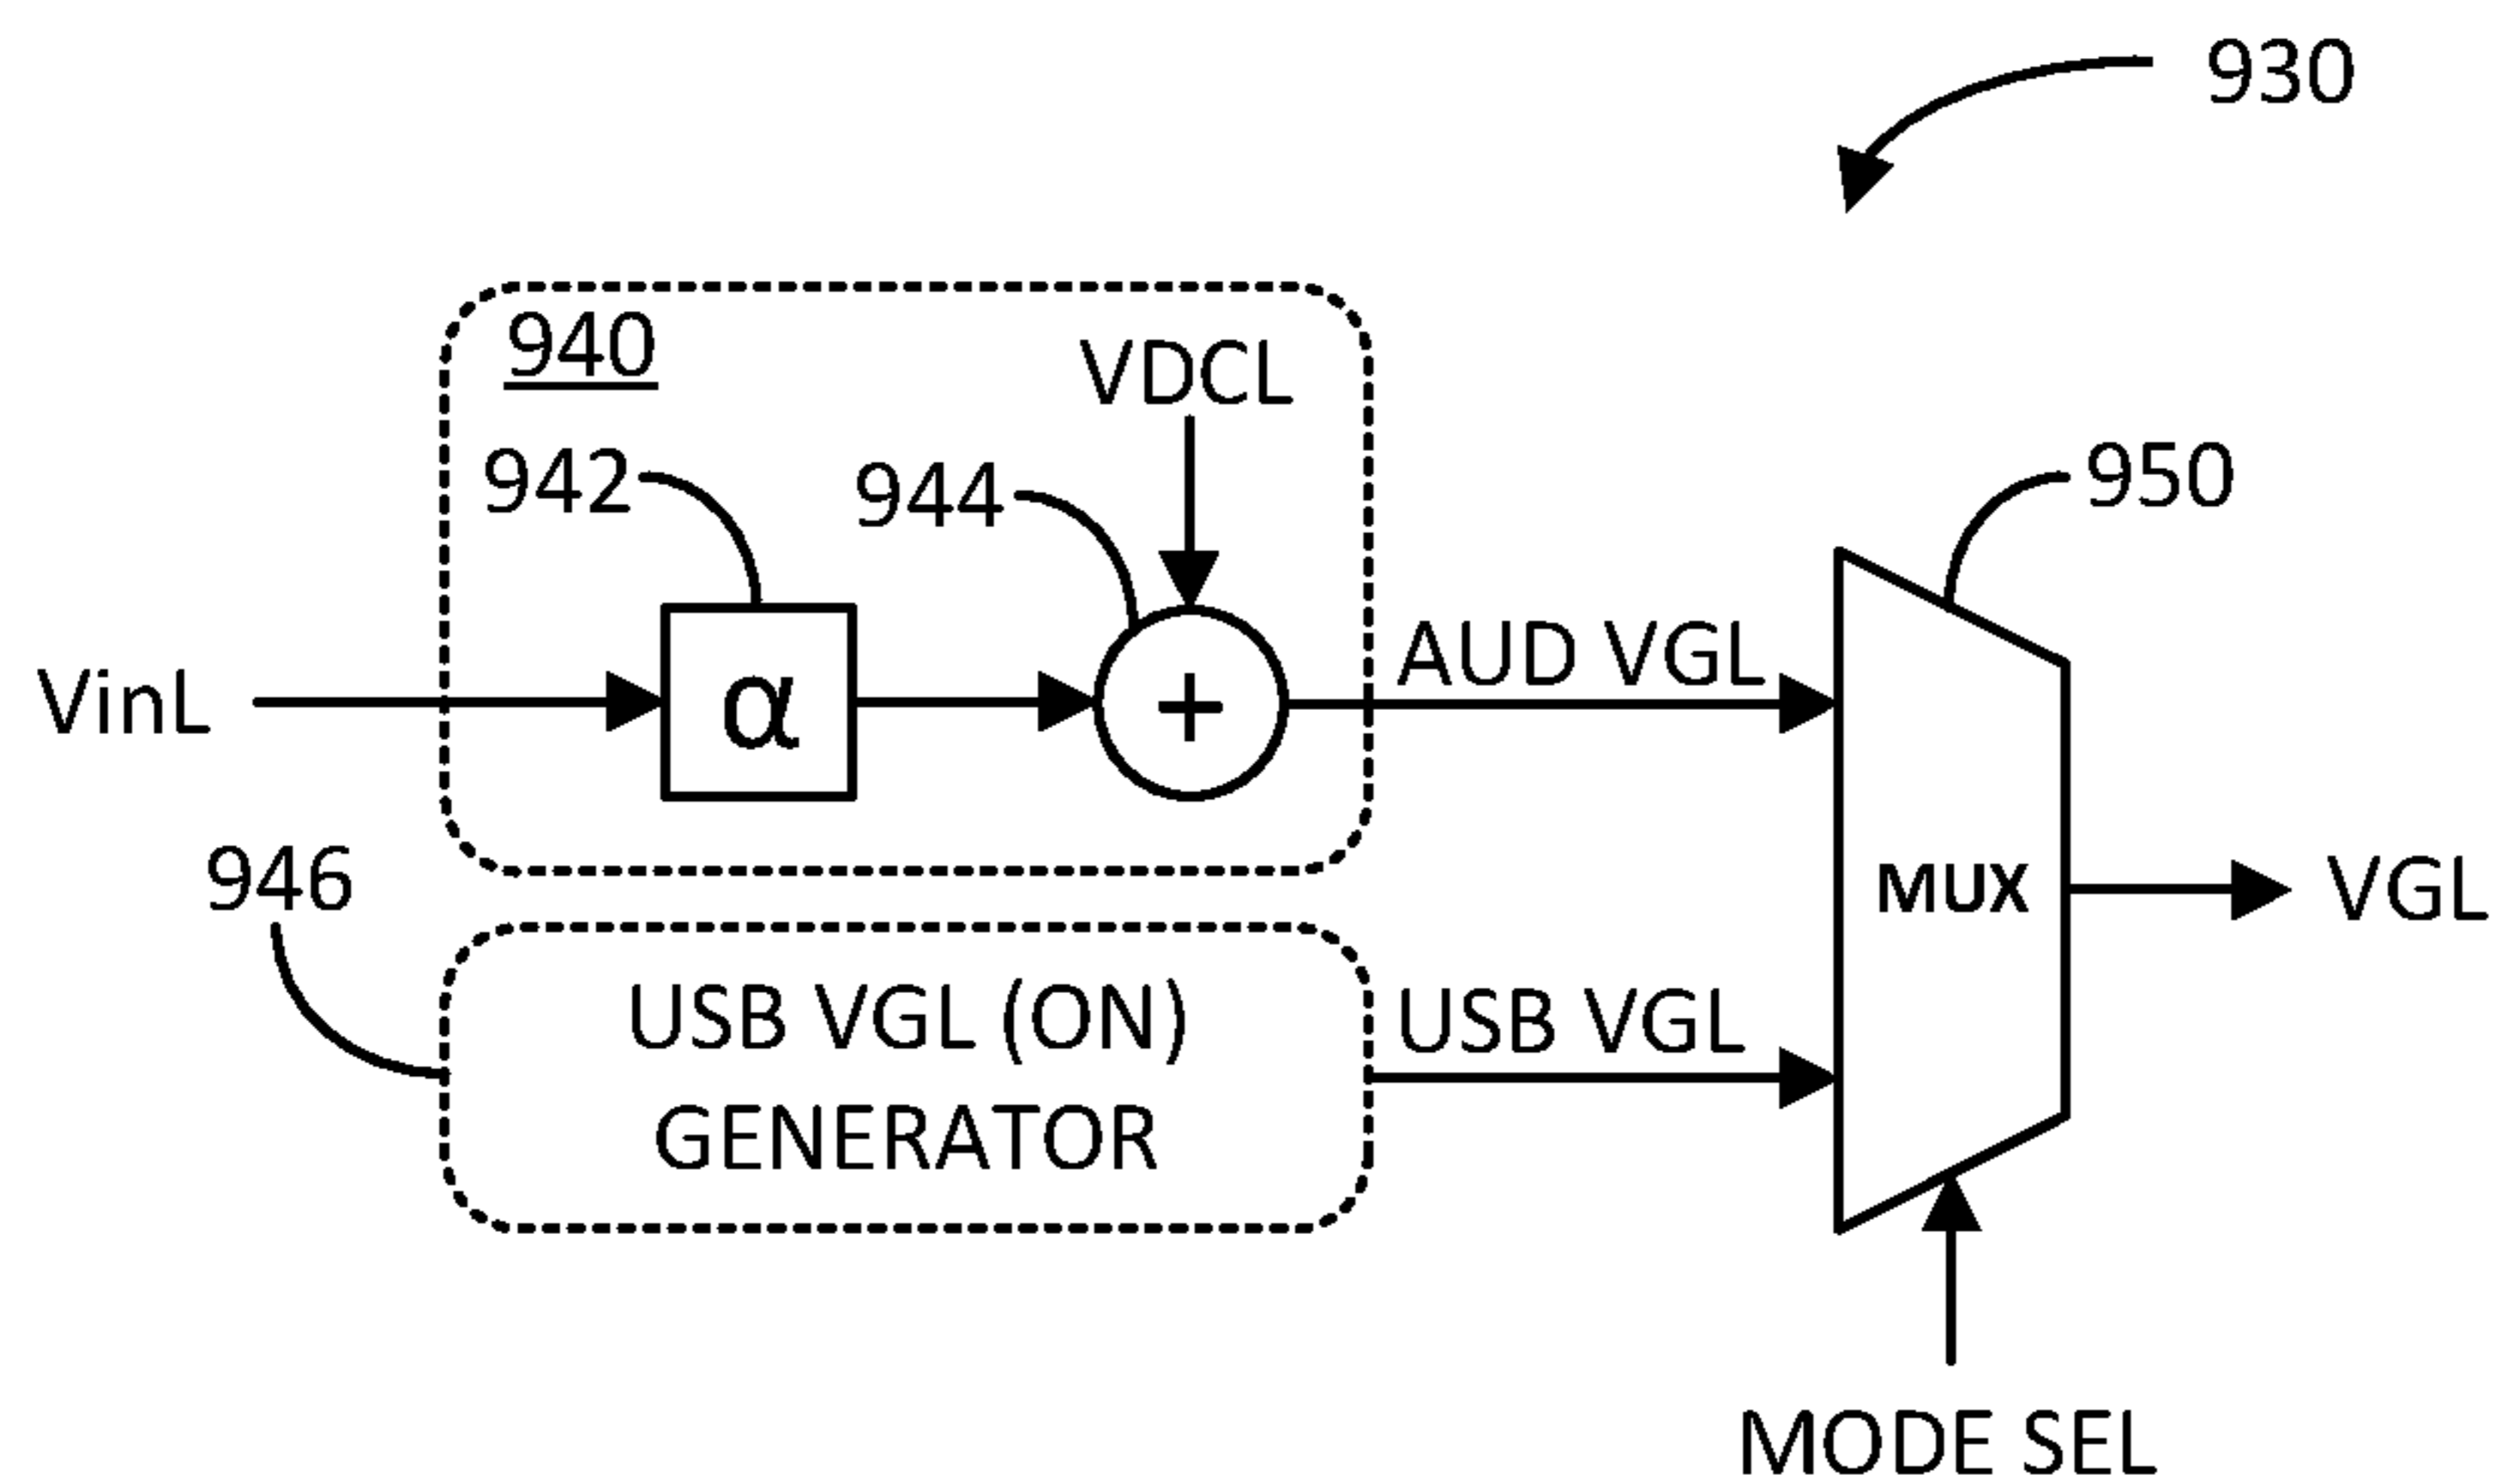 930
940
VDCL
942
944
950
VinL
α
+
AUD VGL
946
MUX
VGL
USB VGL (ON)
GENERATOR
USB VGL
MODE SEL